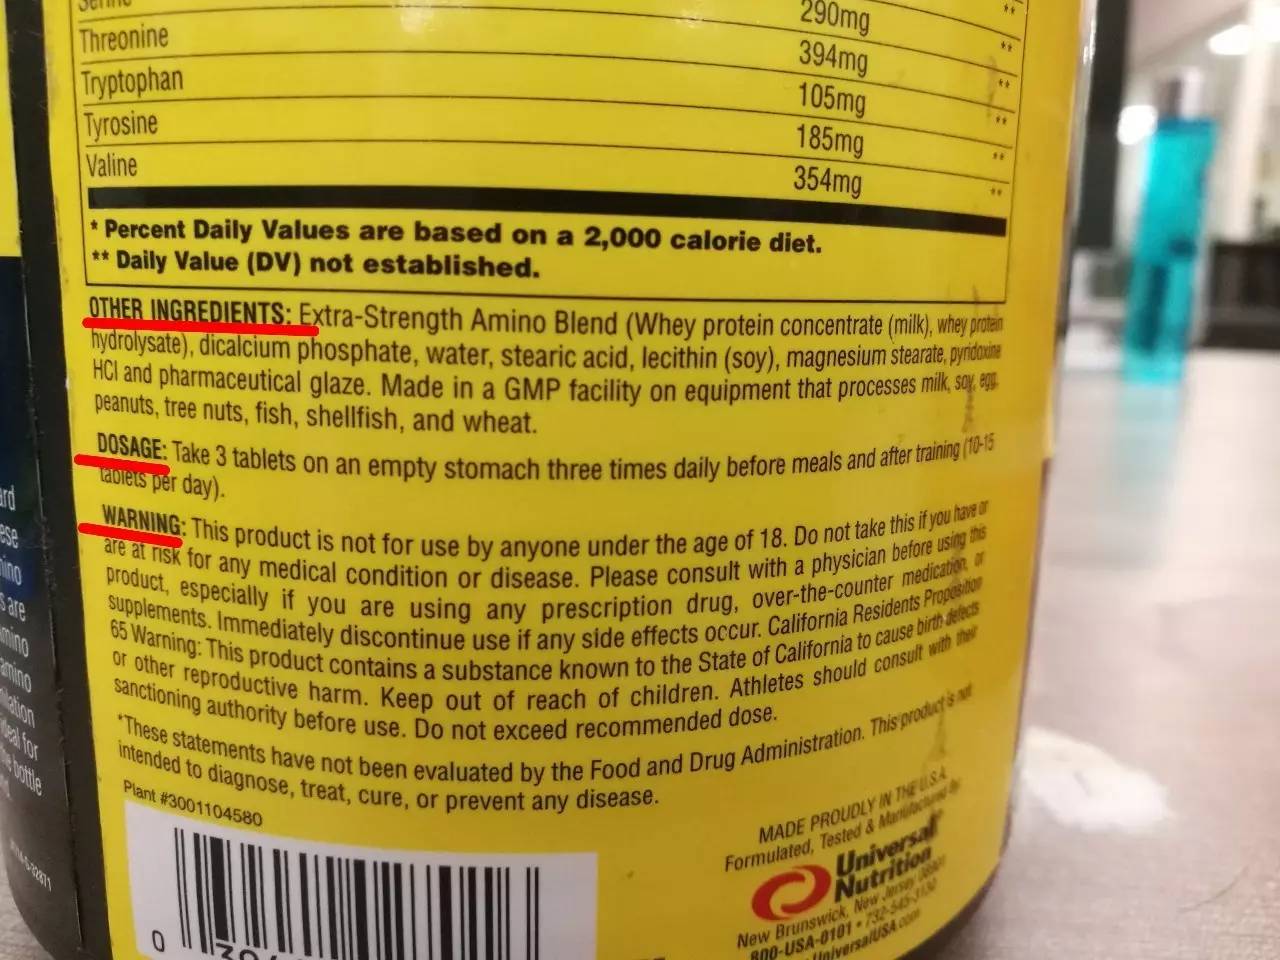 290mg **
Threonine 394mg **
Tryptophan 105mg **
Tyrosine 185mg **
Valine 354mg **
* Percent Daily Values are based on a 2,000 calorie diet.
** Daily Value (DV) not established.
OTHER INGREDIENTS: Extra-Strength Amino Blend (Whey protein concentrate (milk), whey protein
hydrolysate), dicalcium phosphate, water, stearic acid, lecithin (soy), magnesium stearate, pyridoxine
HCl and pharmaceutical glaze. Made in a GMP facility on equipment that processes milk, soy, egg,
peanuts, tree nuts, fish, shellfish, and wheat.
DOSAGE: Take 3 tablets on an empty stomach three times daily before meals and after training (10-15
tablets per day).
WARNING: This product is not for use by anyone under the age of 18. Do not take this if you have or
are at risk for any medical condition or disease. Please consult with a physician before using this
product, especially if you are using any prescription drug, over-the-counter medication, or
supplements. Immediately discontinue use if any side effects occur. California Residents Proposition
65 Warning: This product contains a substance known to the State of California to cause birth defects
or other reproductive harm. Keep out of reach of children. Athletes should consult with their
sanctioning authority before use. Do not exceed recommended dose.
*These statements have not been evaluated by the Food and Drug Administration. This product is not
intended to diagnose, treat, cure, or prevent any disease.
Plant #3001104580
MADE PROUDLY IN THE U.S.A.
Formulated, Tested & Manufactured by
Universal
Nutrition
New Brunswick, New Jersey
800-USA-0101 • 732-545-3130
UniversalUSA.com
0